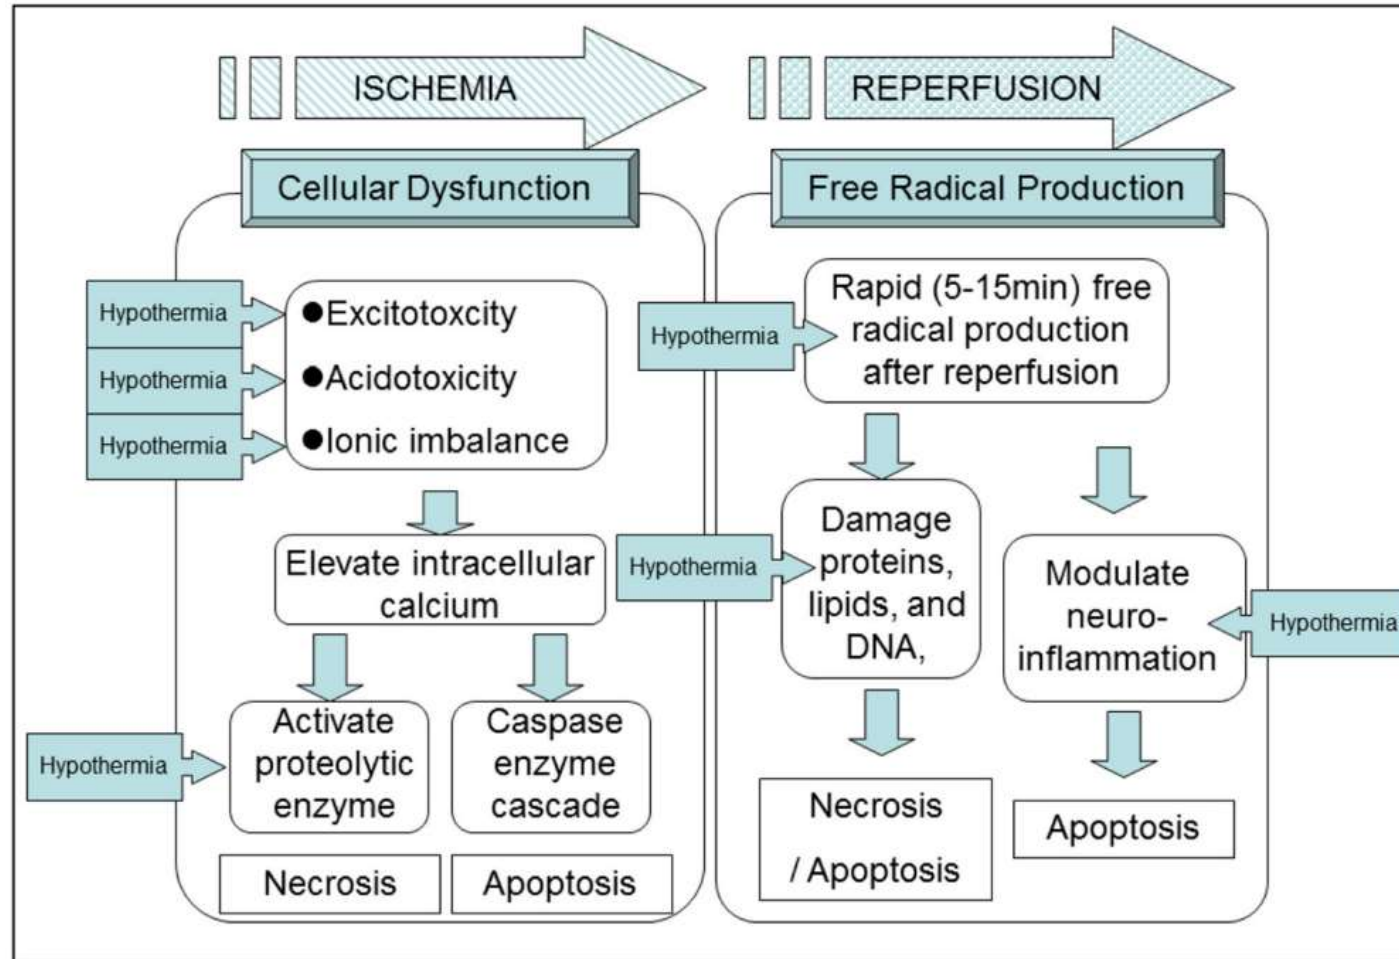 ISCHEMIA
REPERFUSION
Cellular Dysfunction
Free Radical Production
Hypothermia
●Excitotoxcity
Hypothermia
●Acidotoxicity
Hypothermia
●Ionic imbalance
Elevate intracellular
calcium
Hypothermia
Activate
proteolytic
enzyme
Caspase
enzyme
cascade
Necrosis
Apoptosis
Hypothermia
Rapid (5-15min) free
radical production
after reperfusion
Hypothermia
Damage
proteins,
lipids, and
DNA,
Modulate
neuro-
inflammation
Hypothermia
Necrosis
/ Apoptosis
Apoptosis